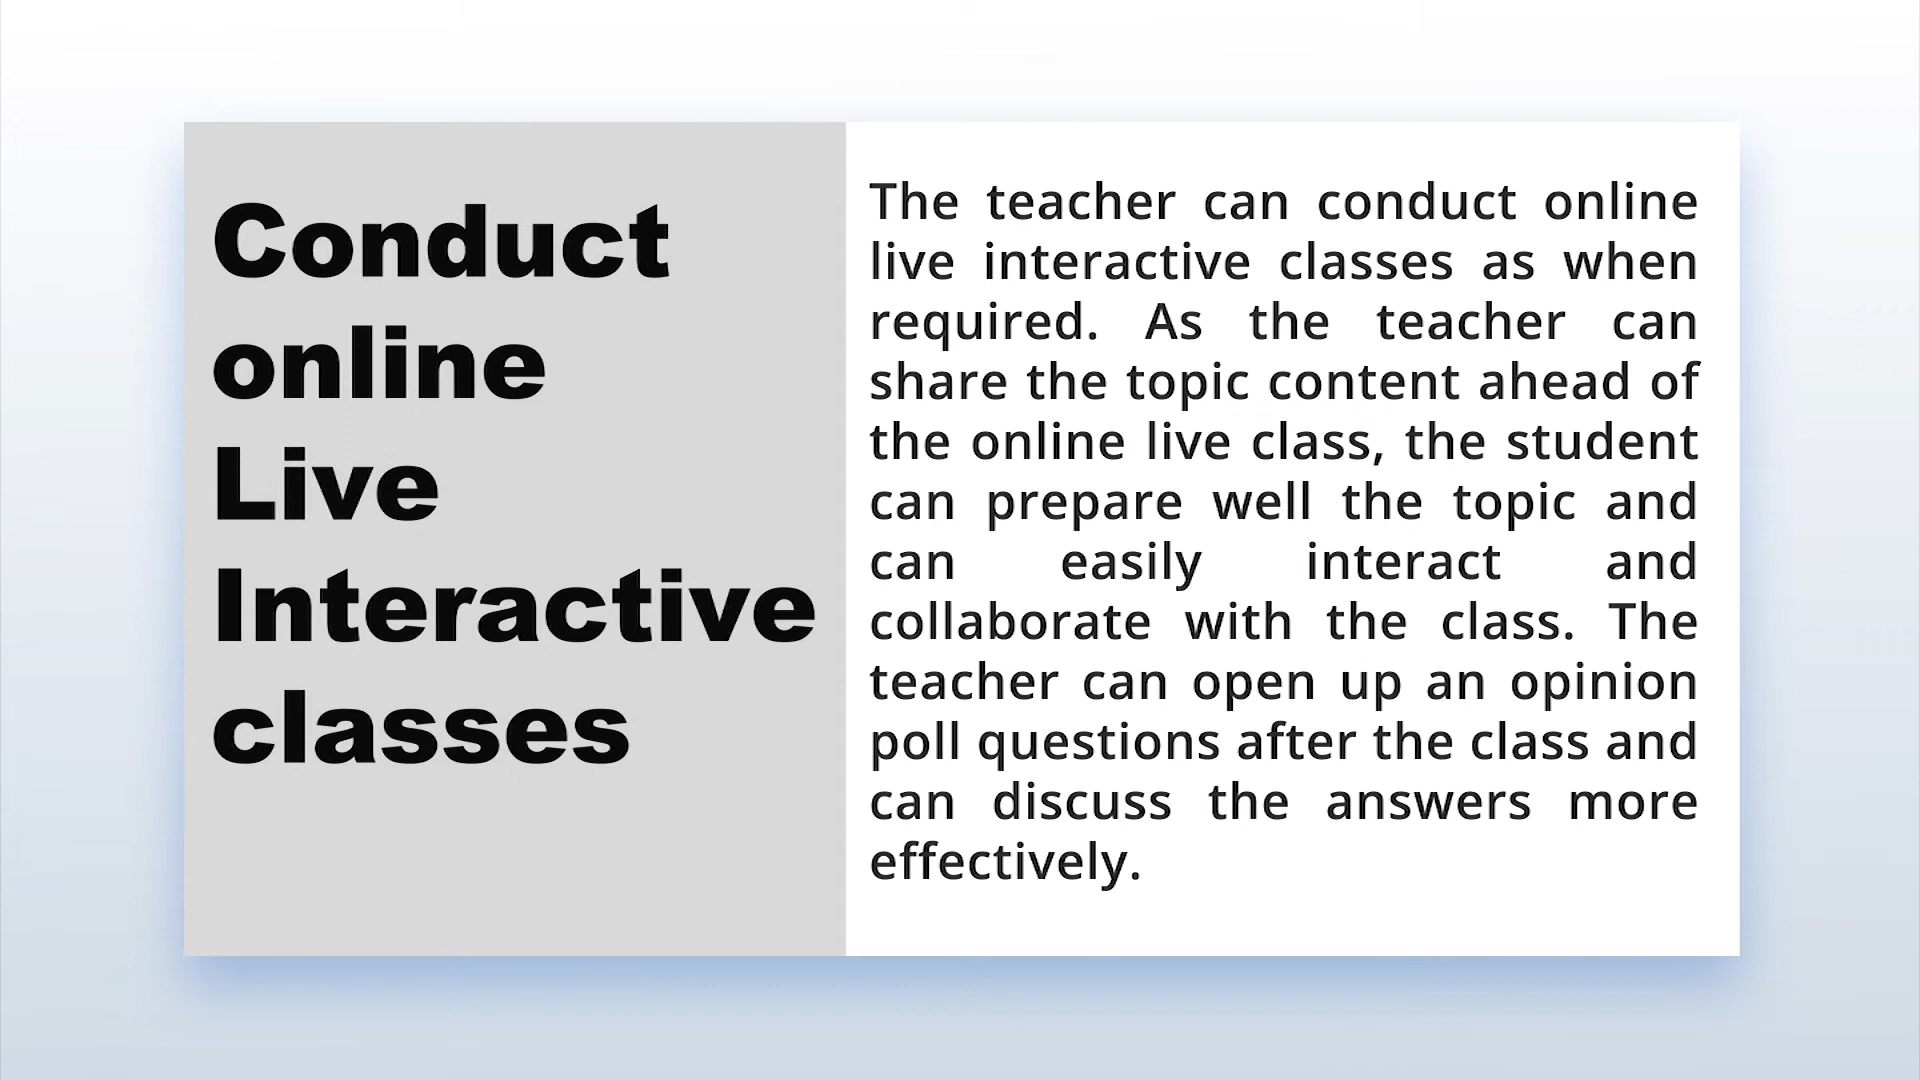 Conduct
online
Live
Interactive
classes
The teacher can conduct online
live interactive classes as when
required. As the teacher can
share the topic content ahead of
the online live class, the student
can prepare well the topic and
can easily interact and
collaborate with the class. The
teacher can open up an opinion
poll questions after the class and
can discuss the answers more
effectively.